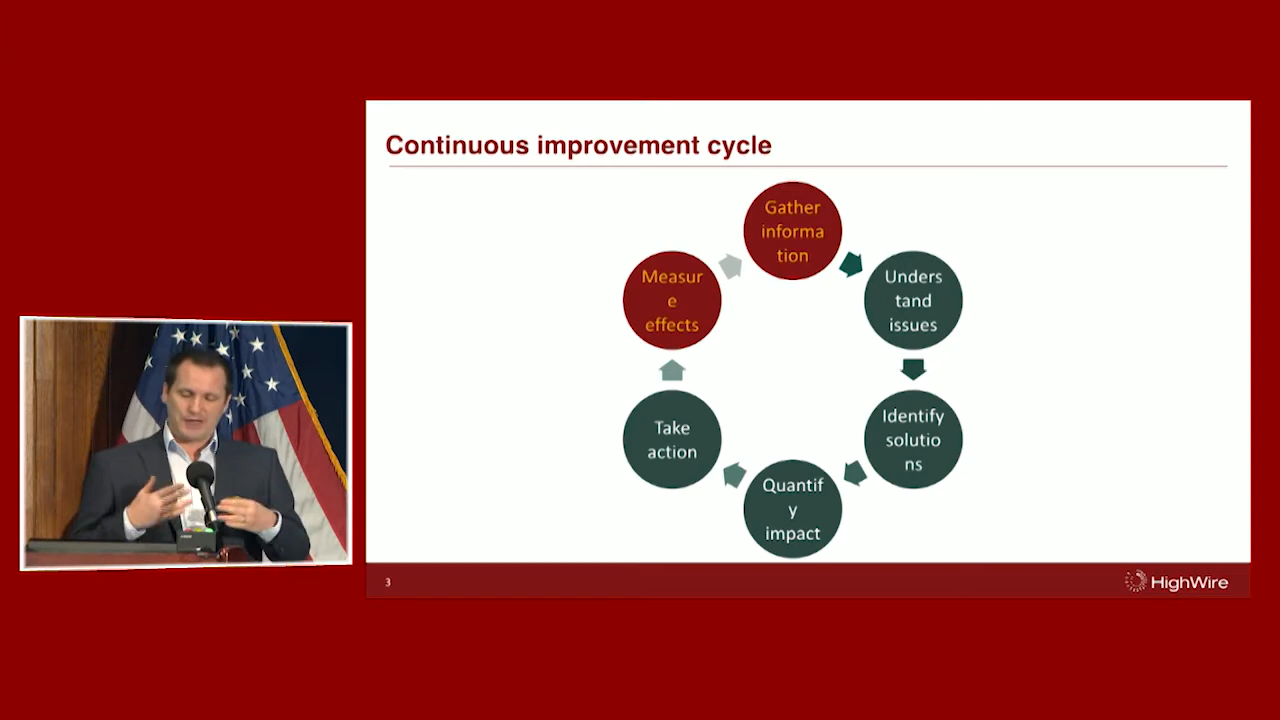 Continuous improvement cycle
Gather
informa
tion
Unders
tand
issues
Identify
solutio
ns
Quantif
y
impact
Take
action
Measur
e
effects
3
HighWire